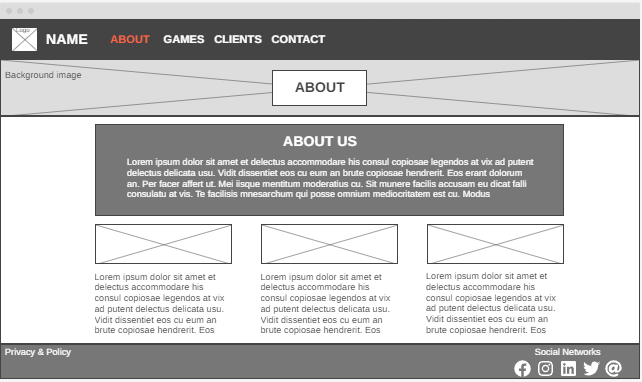 Logo
NAME ABOUT GAMES CLIENTS CONTACT
Background image
ABOUT
ABOUT US
Lorem ipsum dolor sit amet et delectus accommodare his consul copiosae legendos at vix ad putent
delectus delicata usu. Vidit dissentiet eos cu eum an brute copiosae hendrerit. Eos erant dolorum
an. Per facer affert ut. Mei iisque mentitum moderatius cu. Sit munere facilis accusam eu dicat falli
consulatu at vis. Te facilisis mnesarchum qui posse omnium mediocritatem est cu. Modus
Lorem ipsum dolor sit amet et
delectus accommodare his
consul copiosae legendos at vix
ad putent delectus delicata usu.
Vidit dissentiet eos cu eum an
brute copiosae hendrerit. Eos
Lorem ipsum dolor sit amet et
delectus accommodare his
consul copiosae legendos at vix
ad putent delectus delicata usu.
Vidit dissentiet eos cu eum an
brute copiosae hendrerit. Eos
Lorem ipsum dolor sit amet et
delectus accommodare his
consul copiosae legendos at vix
ad putent delectus delicata usu.
Vidit dissentiet eos cu eum an
brute copiosae hendrerit. Eos
Privacy & Policy
Social Networks